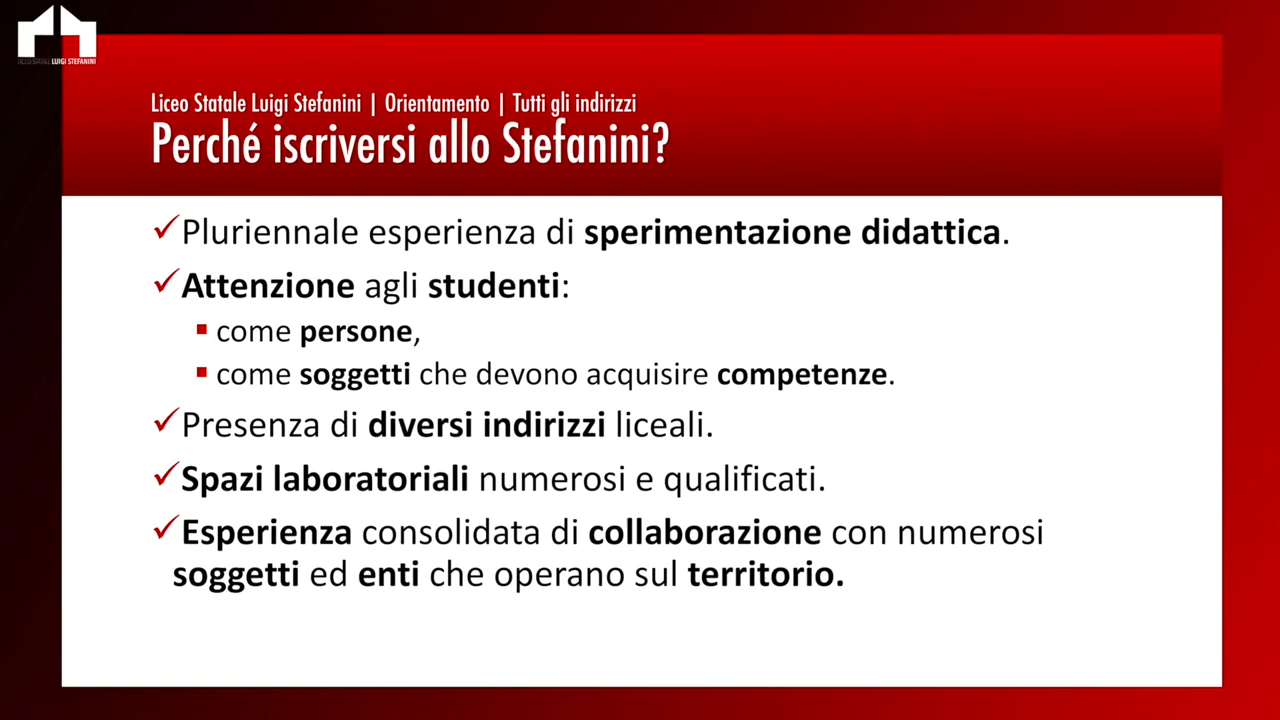 LICEO STATALE LUIGI STEFANINI
Liceo Statale Luigi Stefanini | Orientamento | Tutti gli indirizzi
Perché iscriversi allo Stefanini?
Pluriennale esperienza di sperimentazione didattica.
Attenzione agli studenti:
come persone,
come soggetti che devono acquisire competenze.
Presenza di diversi indirizzi liceali.
Spazi laboratoriali numerosi e qualificati.
Esperienza consolidata di collaborazione con numerosi
soggetti ed enti che operano sul territorio.